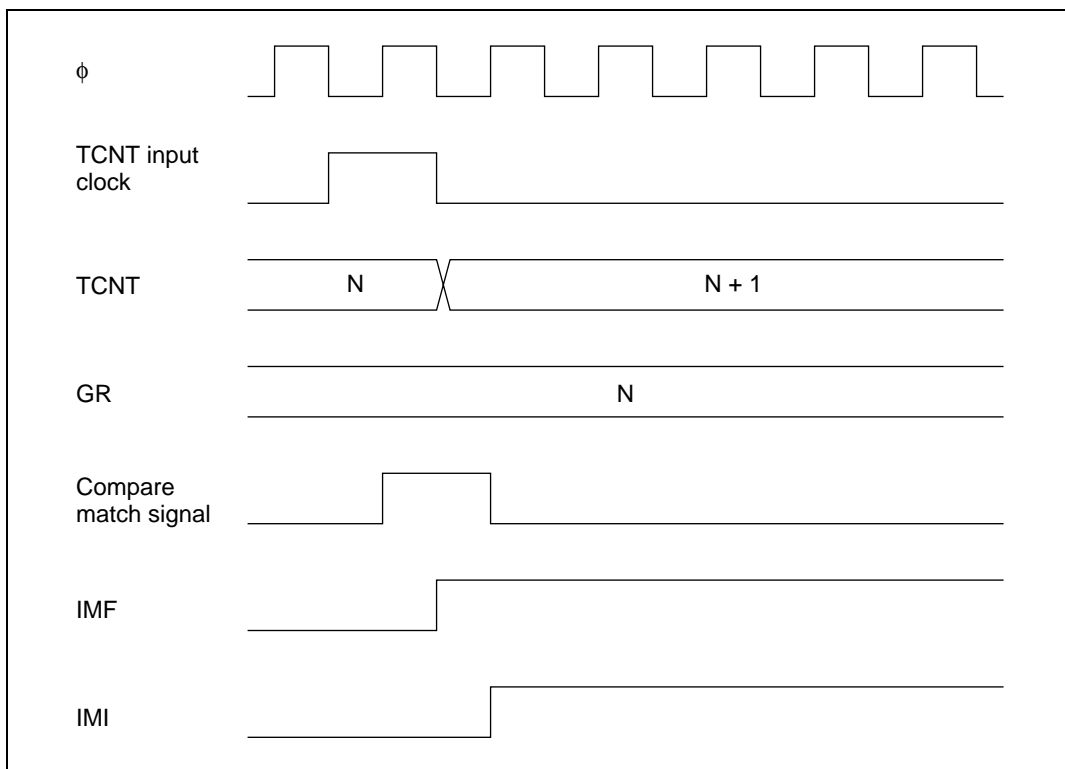 ϕ
TCNT input
clock
TCNT
N
N + 1
GR
N
Compare
match signal
IMF
IMI